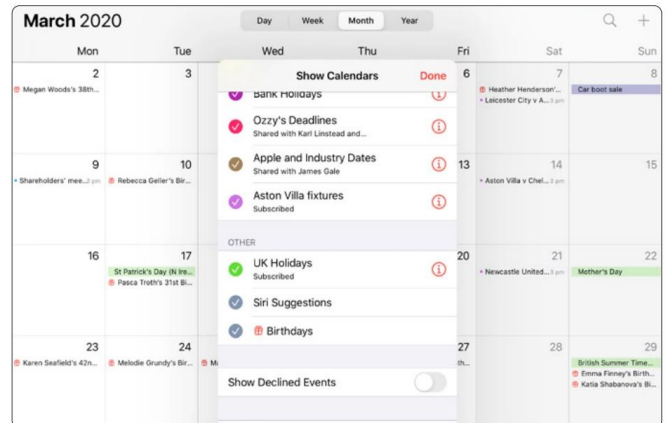 March 2020
Day Week Month Year
Mon Tue Wed Thu Fri Sat Sun
2 3 6 7 8
Megan Woods's 38th...
Heather Henderson'...
Leicester City v A...3 pm
Car boot sale
9 10 13 14 15
Shareholders' mee...2 pm
Rebecca Geller's Bir...
Aston Villa v Chel...3 pm
16 17 20 21 22
St Patrick's Day (N Ire...
Pasca Troth's 31st Bi...
Newcastle United...3 pm
Mother's Day
23 24 27 28 29
Karen Seafield's 42n...
Melodie Grundy's Bir...
British Summer Time...
Emma Finney's Birth...
Katia Shabanova's Bi...
Show Calendars Done
Bank Holidays
Ozzy's Deadlines
Shared with Karl Linstead and...
Apple and Industry Dates
Shared with James Gale
Aston Villa fixtures
Subscribed
OTHER
UK Holidays
Subscribed
Siri Suggestions
Birthdays
Show Declined Events